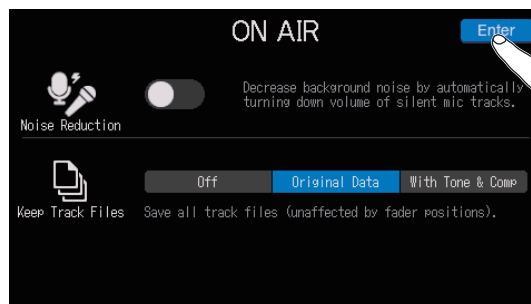 ON AIR
Enter
Decrease background noise by automatically
turning down volume of silent mic tracks.
Noise Reduction
Off
Original Data
With Tone & Comp
Keep Track Files
Save all track files (unaffected by fader positions).